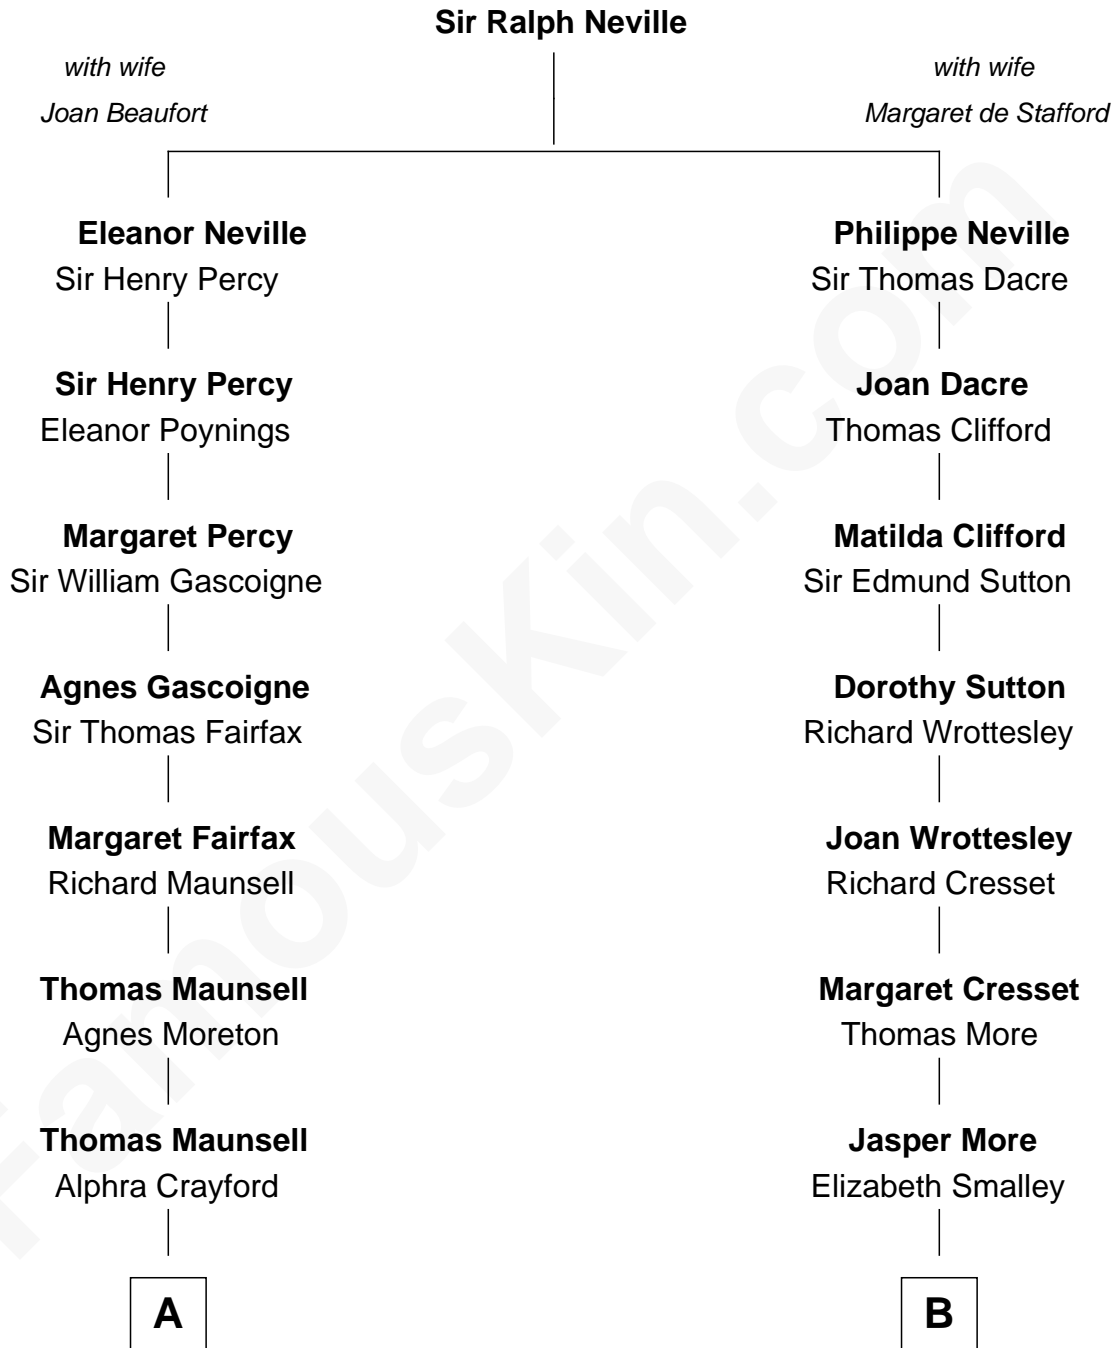 Sir Ralph Neville
with wife
Joan Beaufort
with wife
Margaret de Stafford
Eleanor Neville
Sir Henry Percy
Philippe Neville
Sir Thomas Dacre
Sir Henry Percy
Eleanor Poynings
Joan Dacre
Thomas Clifford
Margaret Percy
Sir William Gascoigne
Matilda Clifford
Sir Edmund Sutton
Agnes Gascoigne
Sir Thomas Fairfax
Dorothy Sutton
Richard Wrottesley
Margaret Fairfax
Richard Maunsell
Joan Wrottesley
Richard Cresset
Thomas Maunsell
Agnes Moreton
Margaret Cresset
Thomas More
Thomas Maunsell
Alphra Crayford
Jasper More
Elizabeth Smalley
A
B
FamousKin.com